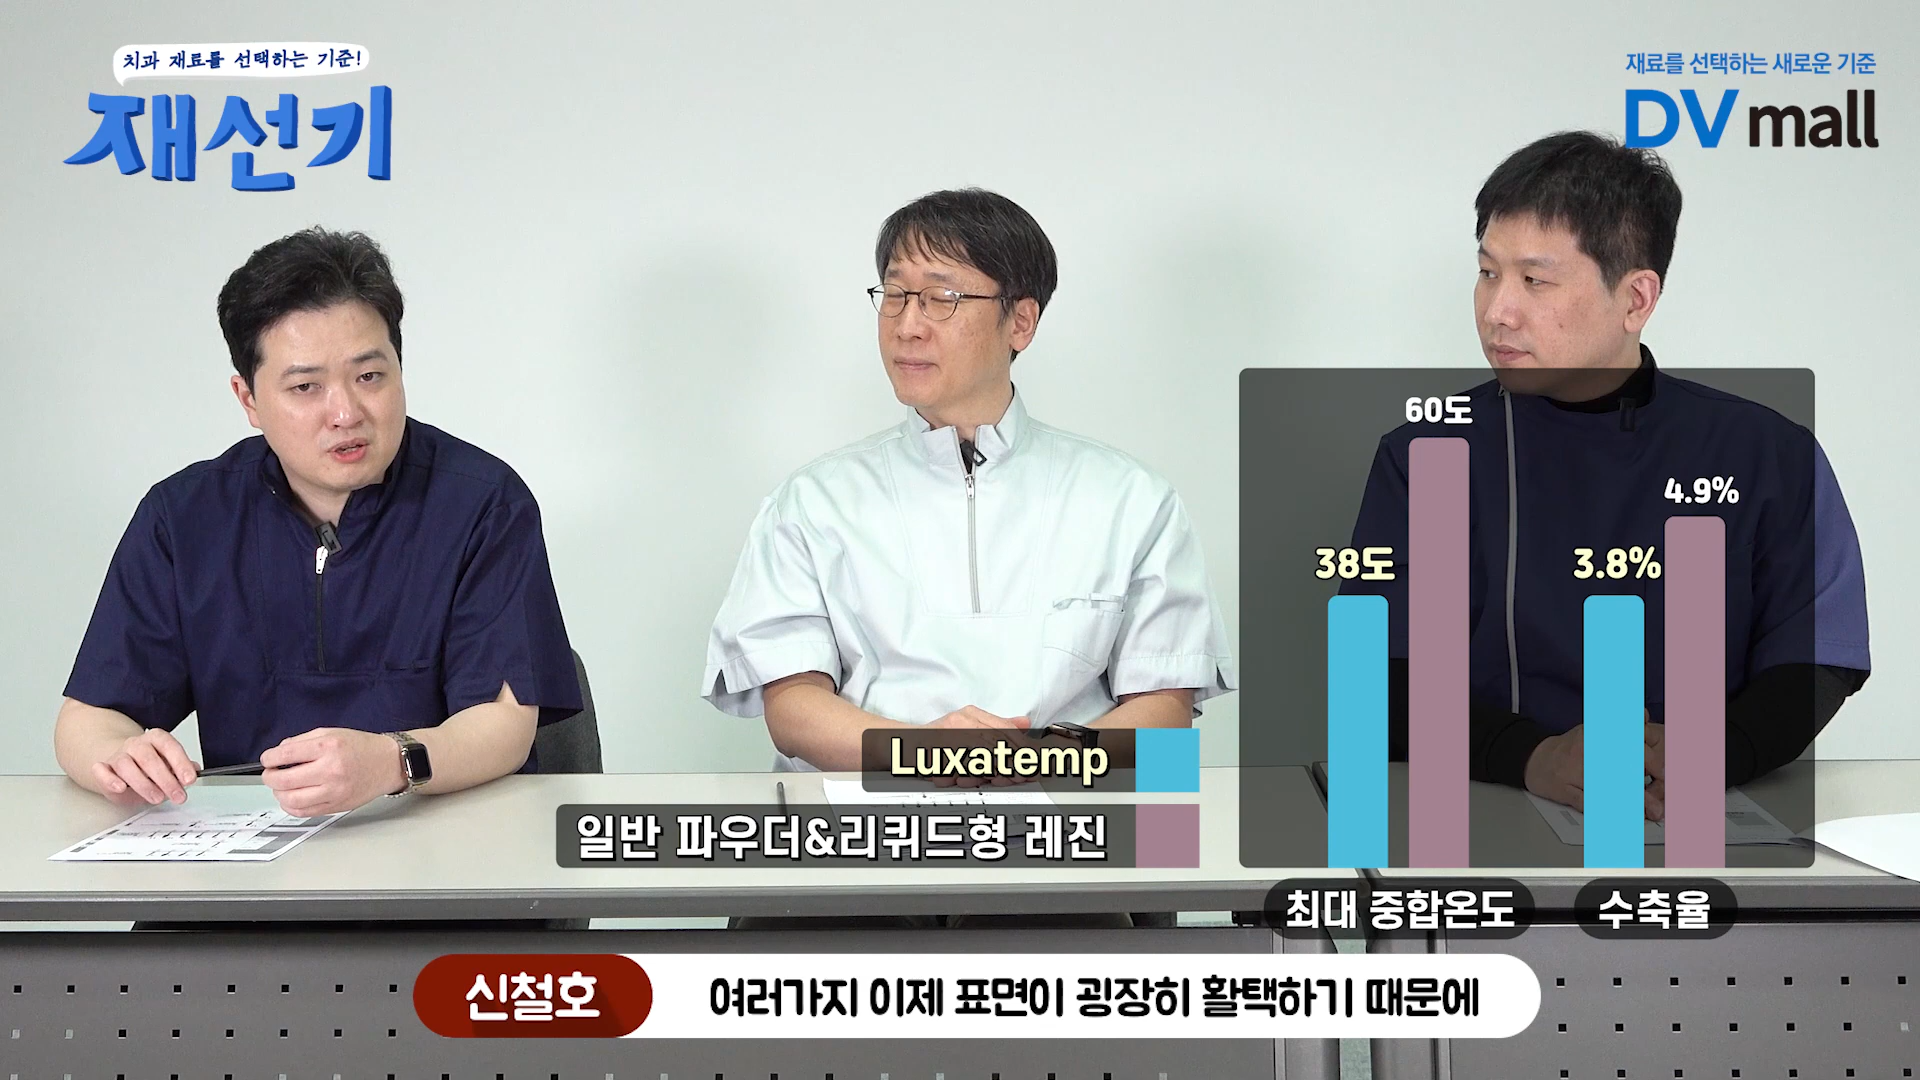 치과 재료를 선택하는 기준!
재선기
재료를 선택하는 새로운 기준
DV mall
60도
4.9%
38도
3.8%
Luxatemp
일반 파우더&리퀴드형 레진
최대 중합온도
수축율
신철호
여러가지 이제 표면이 굉장히 활택하기 때문에